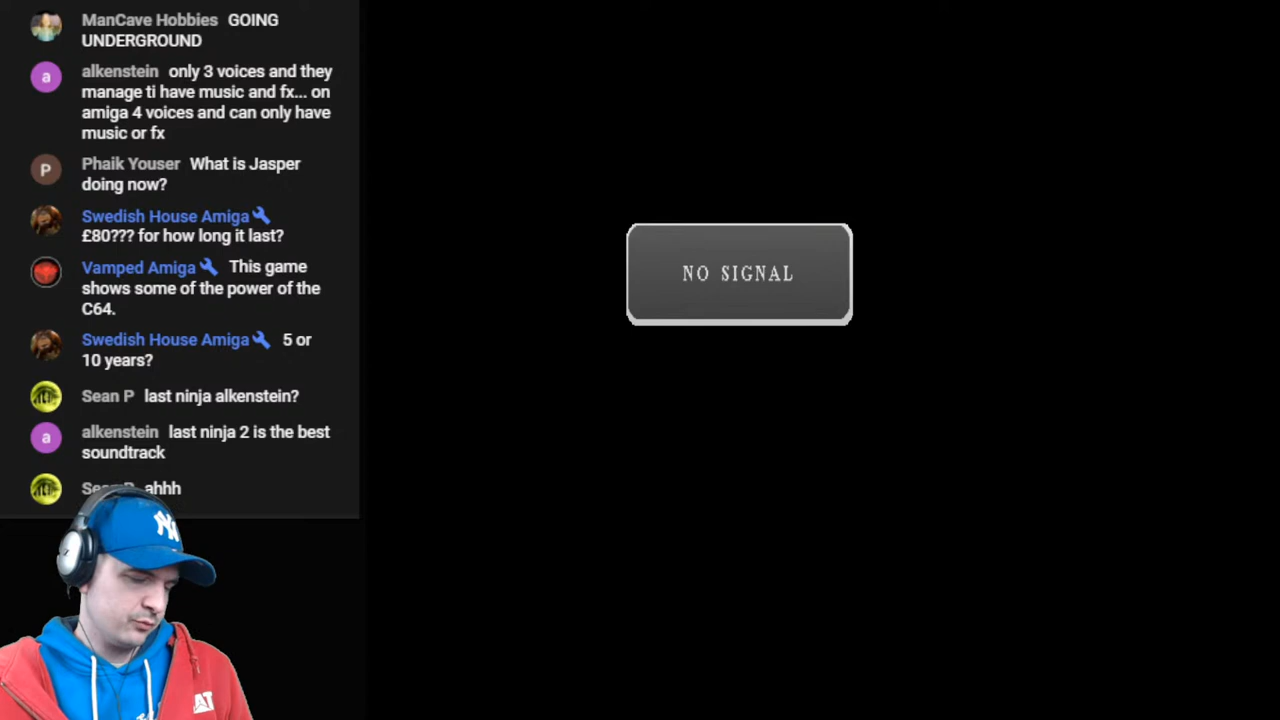 ManCave Hobbies GOING
UNDERGROUND
a
alkenstein only 3 voices and they
manage ti have music and fx... on
amiga 4 voices and can only have
music or fx
P
Phaik Youser What is Jasper
doing now?
Swedish House Amiga
£80??? for how long it last?
Vamped Amiga This game
shows some of the power of the
C64.
Swedish House Amiga 5 or
10 years?
Sean P last ninja alkenstein?
a
alkenstein last ninja 2 is the best
soundtrack
ahhh
NO SIGNAL
NY